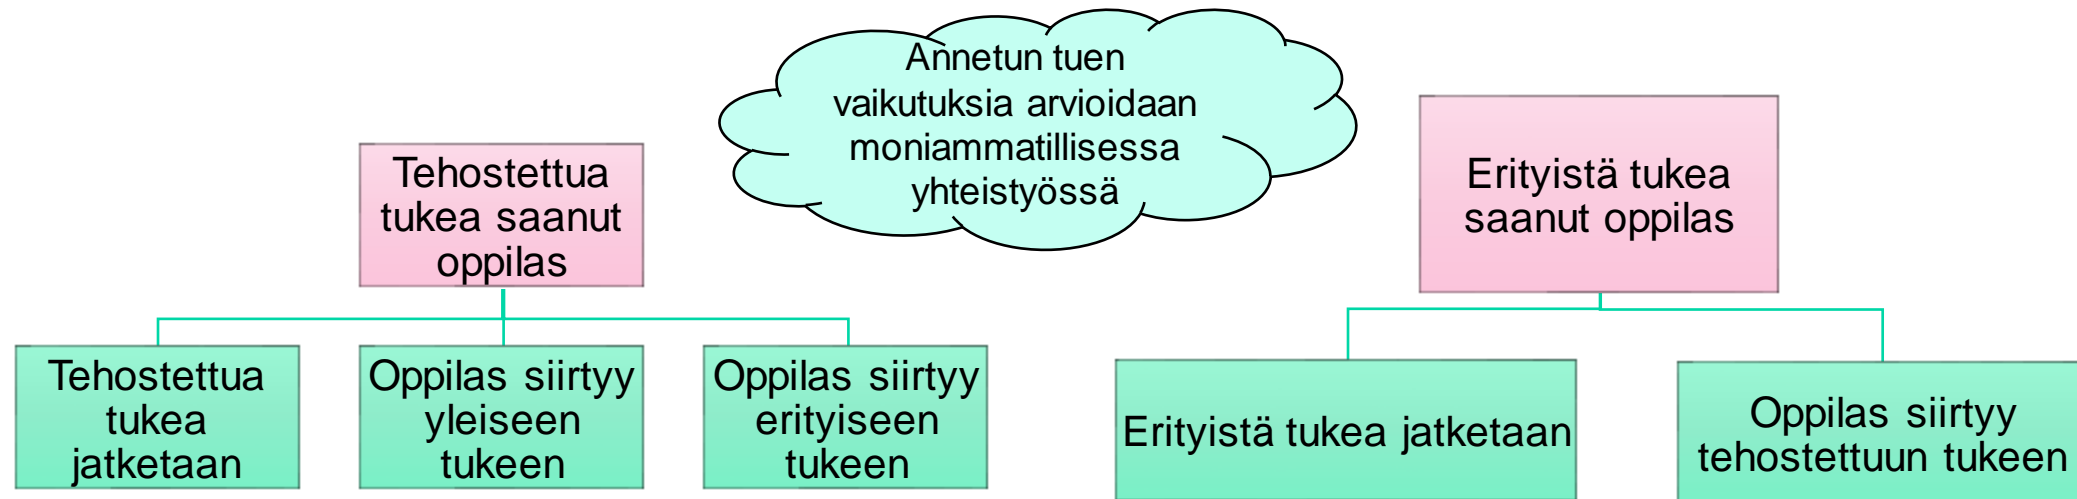 Annetun tuen
vaikutuksia arvioidaan
moniammatillisessa
yhteistyössä
Tehostettua
tukea saanut
oppilas
Erityistä tukea
saanut oppilas
Tehostettua
tukea
jatketaan
Oppilas siirtyy
yleiseen
tukeen
Oppilas siirtyy
erityiseen
tukeen
Erityistä tukea jatketaan
Oppilas siirtyy
tehostettuun tukeen